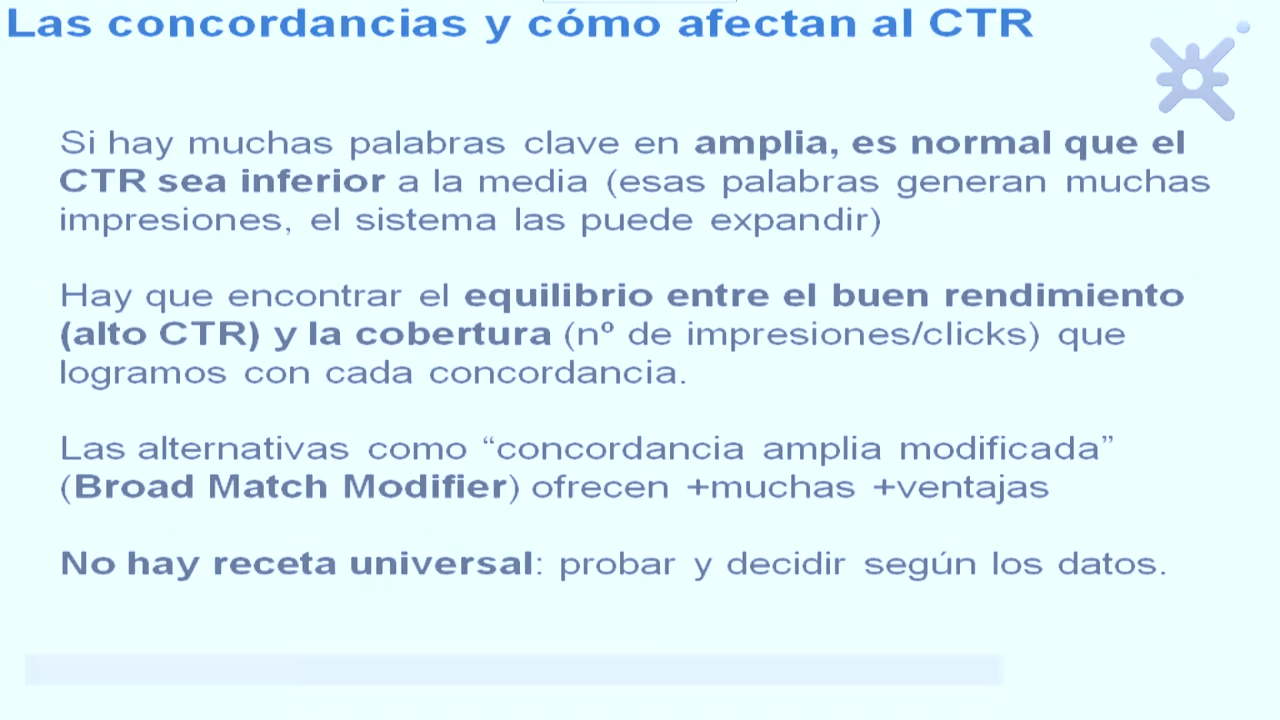 Las concordancias y cómo afectan al CTR
Si hay muchas palabras clave en amplia, es normal que el
CTR sea inferior a la media (esas palabras generan muchas
impresiones, el sistema las puede expandir)
Hay que encontrar el equilibrio entre el buen rendimiento
(alto CTR) y la cobertura (nº de impresiones/clicks) que
logramos con cada concordancia.
Las alternativas como “concordancia amplia modificada”
(Broad Match Modifier) ofrecen +muchas +ventajas
No hay receta universal: probar y decidir según los datos.